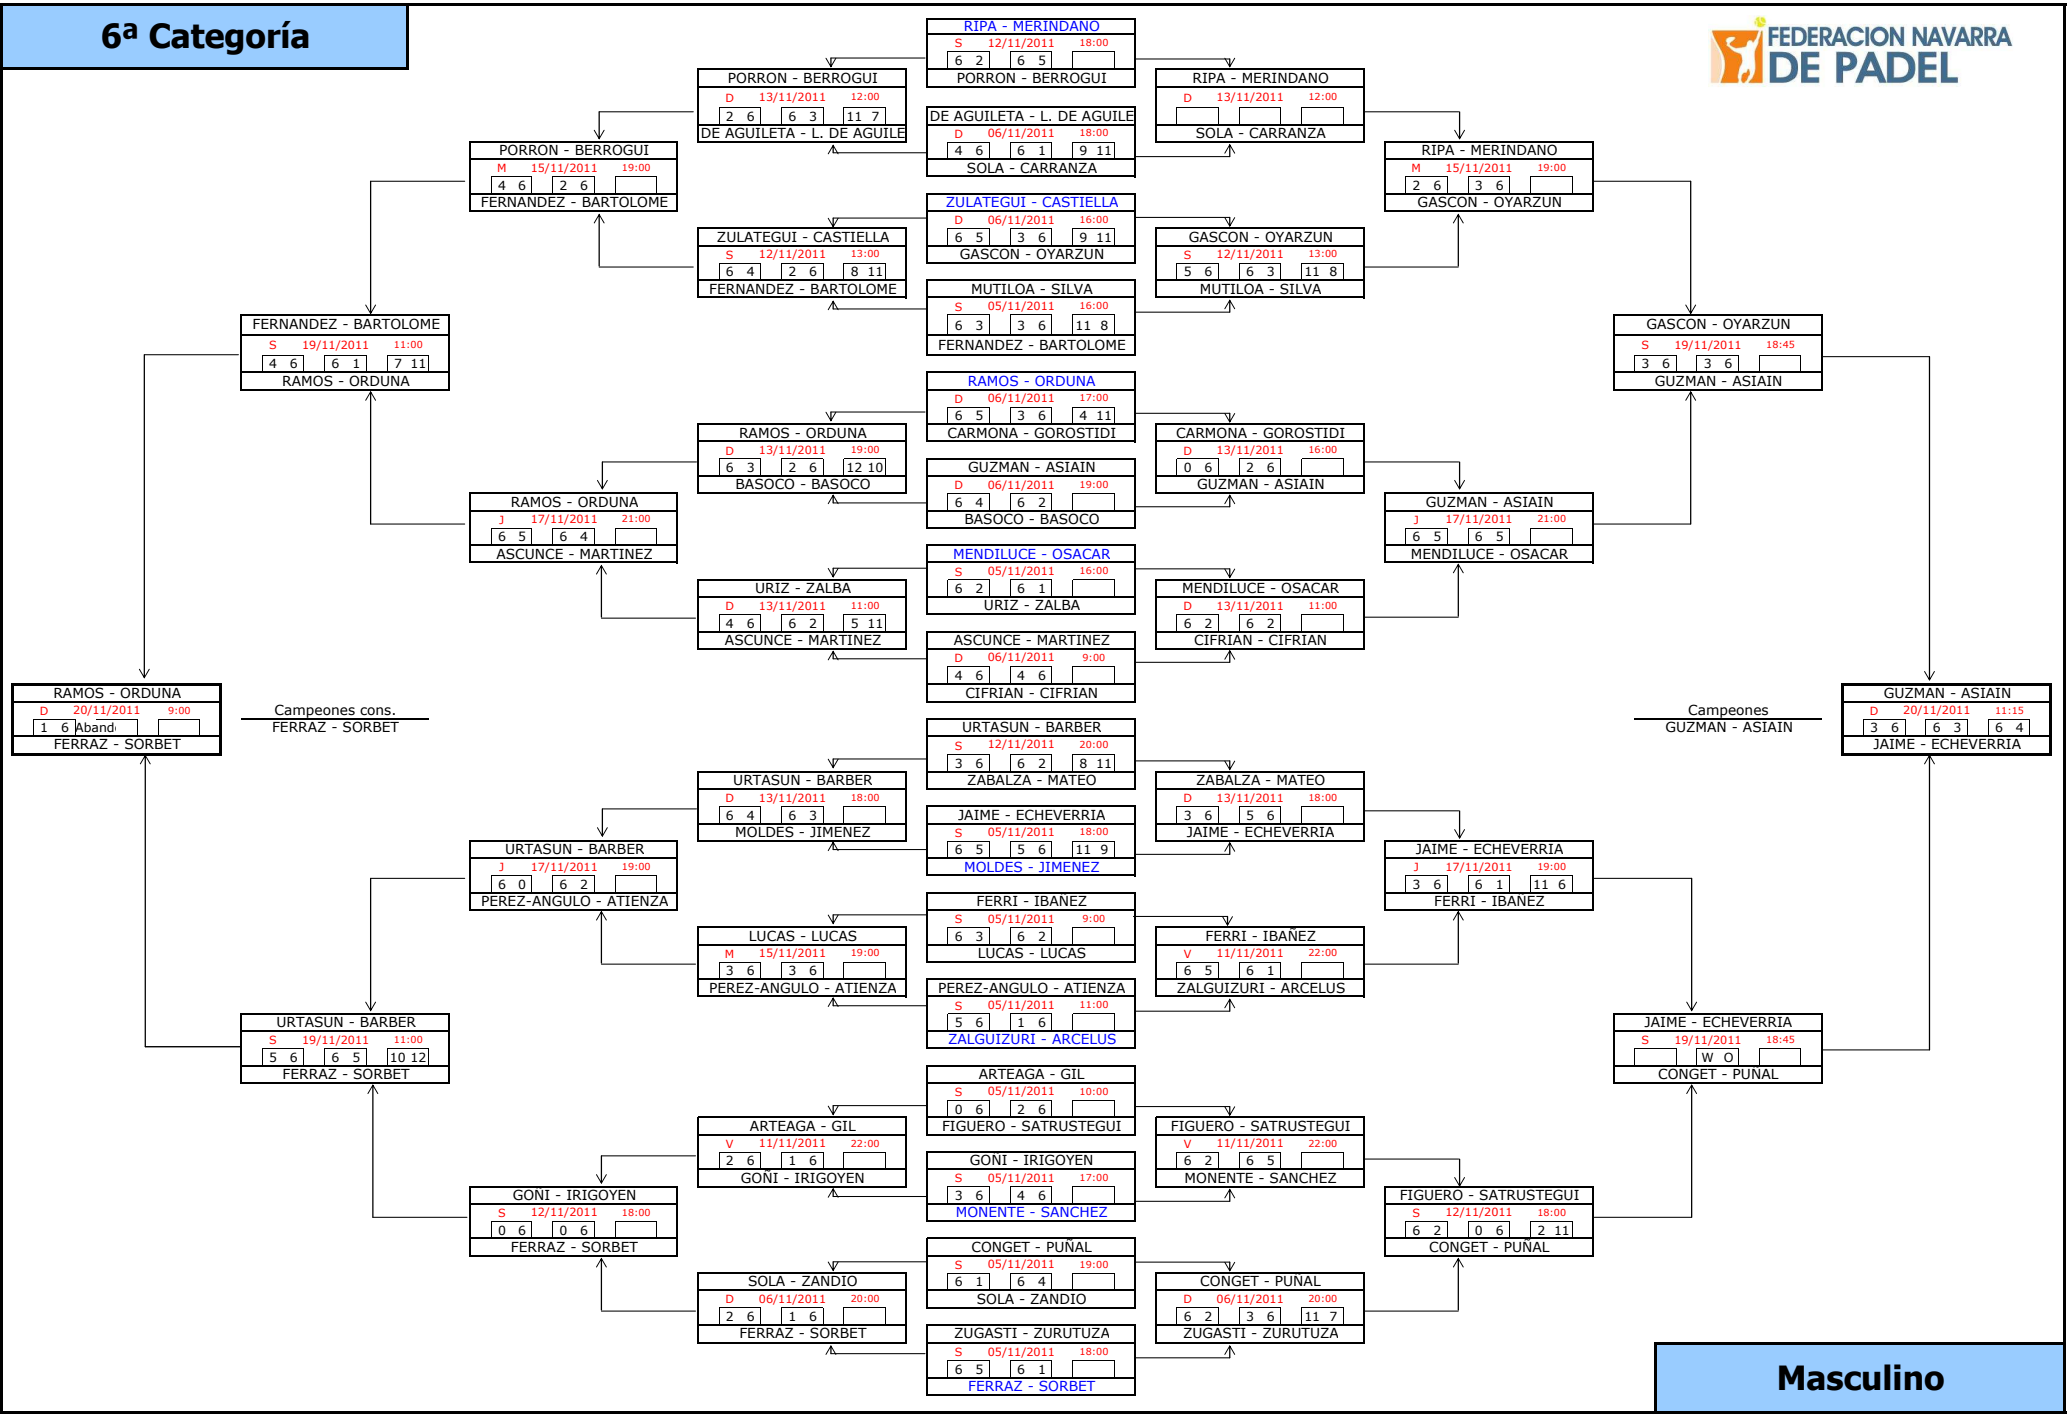 6ª Categoría
FEDERACION NAVARRA
DE PADEL
RIPA - MERINDANO
S 12/11/2011 18:00
6 2 6 5
PORRON - BERROGUI
DE AGUILETA - L. DE AGUILE
D 06/11/2011 18:00
4 6 6 1 9 11
SOLA - CARRANZA
ZULATEGUI - CASTIELLA
D 06/11/2011 16:00
6 5 3 6 9 11
GASCON - OYARZUN
MUTILOA - SILVA
S 05/11/2011 16:00
6 3 3 6 11 8
FERNANDEZ - BARTOLOME
RAMOS - ORDUNA
D 06/11/2011 17:00
6 5 3 6 4 11
CARMONA - GOROSTIDI
GUZMAN - ASIAIN
D 06/11/2011 19:00
6 4 6 2
BASOCO - BASOCO
MENDILUCE - OSACAR
S 05/11/2011 16:00
6 2 6 1
URIZ - ZALBA
ASCUNCE - MARTINEZ
D 06/11/2011 9:00
4 6 4 6
CIFRIAN - CIFRIAN
URTASUN - BARBER
S 12/11/2011 20:00
3 6 6 2 8 11
ZABALZA - MATEO
JAIME - ECHEVERRIA
S 05/11/2011 18:00
6 5 5 6 11 9
MOLDES - JIMENEZ
FERRI - IBAÑEZ
S 05/11/2011 9:00
6 3 6 2
LUCAS - LUCAS
PEREZ-ANGULO - ATIENZA
S 05/11/2011 11:00
5 6 1 6
ZALGUIZURI - ARCELUS
ARTEAGA - GIL
S 05/11/2011 10:00
0 6 2 6
FIGUERO - SATRUSTEGUI
GOÑI - IRIGOYEN
S 05/11/2011 17:00
3 6 4 6
MONENTE - SANCHEZ
CONGET - PUÑAL
S 05/11/2011 19:00
6 1 6 4
SOLA - ZANDIO
ZUGASTI - ZURUTUZA
S 05/11/2011 18:00
6 5 6 1
FERRAZ - SORBET
PORRON - BERROGUI
D 13/11/2011 12:00
2 6 6 3 11 7
DE AGUILETA - L. DE AGUILE
ZULATEGUI - CASTIELLA
S 12/11/2011 13:00
6 4 2 6 8 11
FERNANDEZ - BARTOLOME
RAMOS - ORDUNA
D 13/11/2011 19:00
6 3 2 6 12 10
BASOCO - BASOCO
URIZ - ZALBA
D 13/11/2011 11:00
4 6 6 2 5 11
ASCUNCE - MARTINEZ
URTASUN - BARBER
D 13/11/2011 18:00
6 4 6 3
MOLDES - JIMENEZ
LUCAS - LUCAS
M 15/11/2011 19:00
3 6 3 6
PEREZ-ANGULO - ATIENZA
ARTEAGA - GIL
V 11/11/2011 22:00
2 6 1 6
GOÑI - IRIGOYEN
SOLA - ZANDIO
D 06/11/2011 20:00
2 6 1 6
FERRAZ - SORBET
PORRON - BERROGUI
M 15/11/2011 19:00
4 6 2 6
FERNANDEZ - BARTOLOME
RAMOS - ORDUNA
J 17/11/2011 21:00
6 5 6 4
ASCUNCE - MARTINEZ
URTASUN - BARBER
J 17/11/2011 19:00
6 0 6 2
PEREZ-ANGULO - ATIENZA
GOÑI - IRIGOYEN
S 12/11/2011 18:00
0 6 0 6
FERRAZ - SORBET
FERNANDEZ - BARTOLOME
S 19/11/2011 11:00
4 6 6 1 7 11
RAMOS - ORDUNA
URTASUN - BARBER
S 19/11/2011 11:00
5 6 6 5 10 12
FERRAZ - SORBET
RAMOS - ORDUNA
D 20/11/2011 9:00
1 6 Aband
FERRAZ - SORBET
Campeones cons.
FERRAZ - SORBET
RIPA - MERINDANO
D 13/11/2011 12:00
SOLA - CARRANZA
GASCON - OYARZUN
S 12/11/2011 13:00
5 6 6 3 11 8
MUTILOA - SILVA
CARMONA - GOROSTIDI
D 13/11/2011 16:00
0 6 2 6
GUZMAN - ASIAIN
MENDILUCE - OSACAR
D 13/11/2011 11:00
6 2 6 2
CIFRIAN - CIFRIAN
ZABALZA - MATEO
D 13/11/2011 18:00
3 6 5 6
JAIME - ECHEVERRIA
FERRI - IBAÑEZ
V 11/11/2011 22:00
6 5 6 1
ZALGUIZURI - ARCELUS
FIGUERO - SATRUSTEGUI
V 11/11/2011 22:00
6 2 6 5
MONENTE - SANCHEZ
CONGET - PUÑAL
D 06/11/2011 20:00
6 2 3 6 11 7
ZUGASTI - ZURUTUZA
RIPA - MERINDANO
M 15/11/2011 19:00
2 6 3 6
GASCON - OYARZUN
GUZMAN - ASIAIN
J 17/11/2011 21:00
6 5 6 5
MENDILUCE - OSACAR
JAIME - ECHEVERRIA
J 17/11/2011 19:00
3 6 6 1 11 6
FERRI - IBAÑEZ
FIGUERO - SATRUSTEGUI
S 12/11/2011 18:00
6 2 0 6 2 11
CONGET - PUÑAL
GASCON - OYARZUN
S 19/11/2011 18:45
3 6 3 6
GUZMAN - ASIAIN
JAIME - ECHEVERRIA
S 19/11/2011 18:45
W O
CONGET - PUÑAL
Campeones
GUZMAN - ASIAIN
GUZMAN - ASIAIN
D 20/11/2011 11:15
3 6 6 3 6 4
JAIME - ECHEVERRIA
Masculino